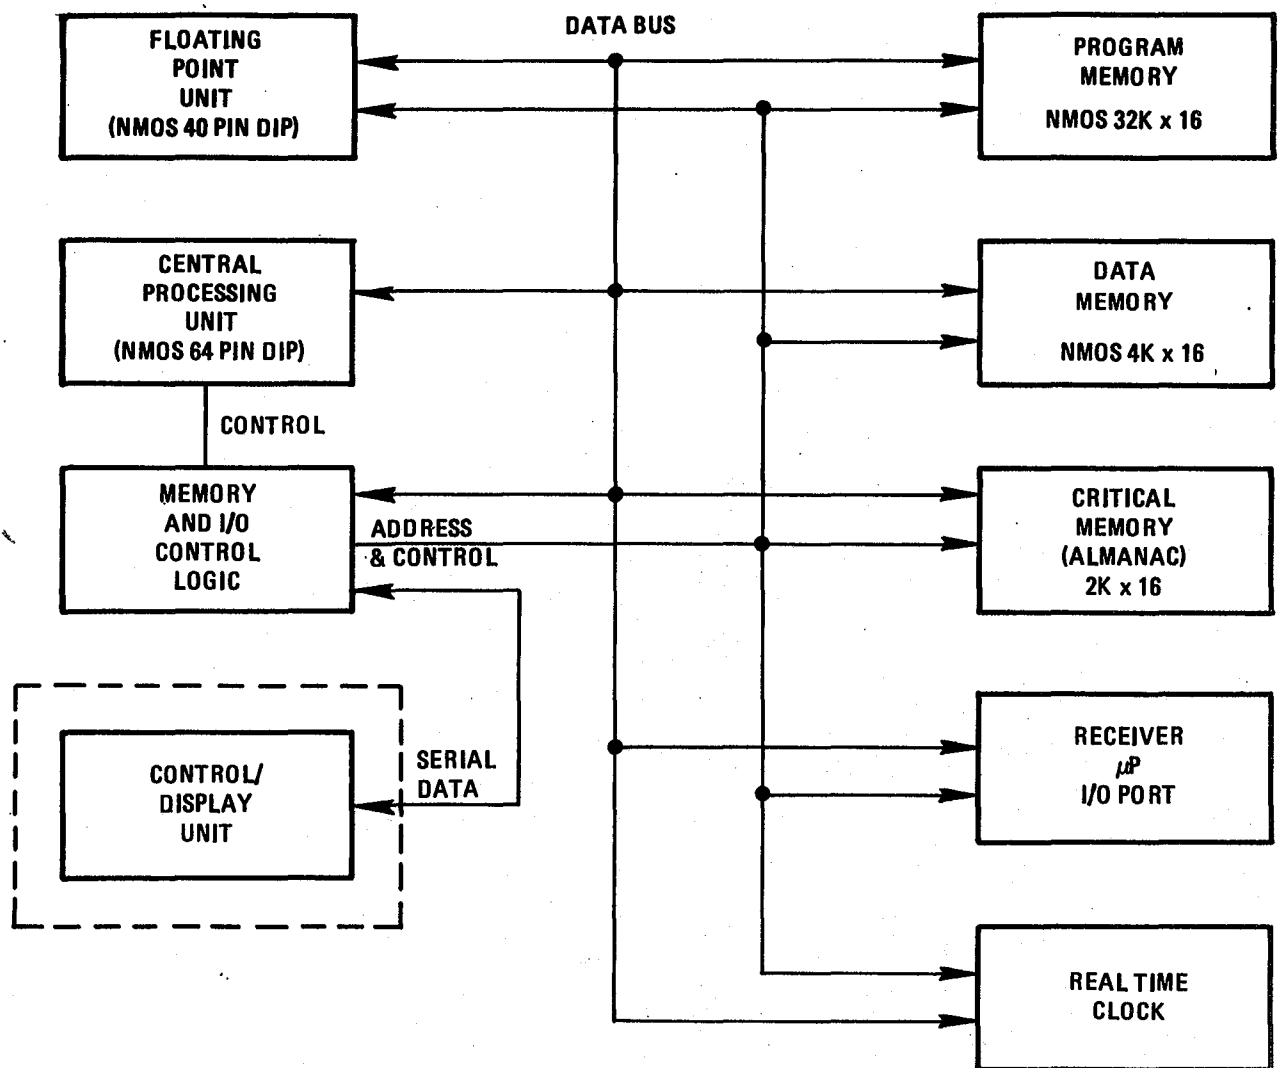 DATA BUS
FLOATING
POINT
UNIT
(NMOS 40 PIN DIP)
PROGRAM
MEMORY
NMOS 32K x 16
CENTRAL
PROCESSING
UNIT
(NMOS 64 PIN DIP)
DATA
MEMORY
NMOS 4K x 16
CONTROL
MEMORY
AND I/O
CONTROL
LOGIC
ADDRESS
& CONTROL
CRITICAL
MEMORY
(ALMANAC)
2K x 16
CONTROL/
DISPLAY
UNIT
SERIAL
DATA
RECEIVER
μP
I/O PORT
REAL TIME
CLOCK